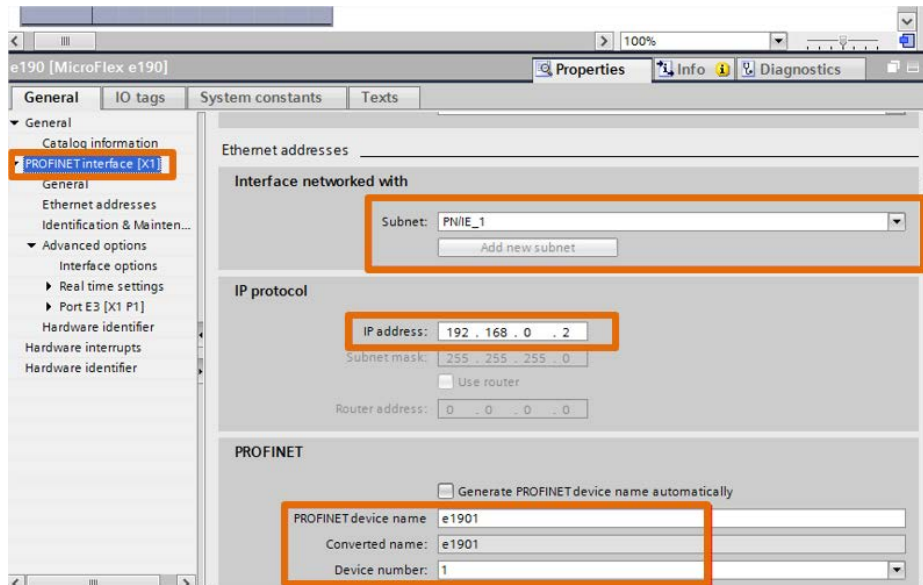 100%
e190 [MicroFlex e190]
Properties Info Diagnostics
General IO tags System constants Texts
General
Catalog information
PROFINET interface [X1]
General
Ethernet addresses
Identification & Mainten...
Advanced options
Interface options
Real time settings
Port E3 [X1 P1]
Hardware identifier
Hardware interrupts
Hardware identifier
Ethernet addresses
Interface networked with
Subnet: PN/IE_1
Add new subnet
IP protocol
IP address: 192 . 168 . 0 . 2
Subnet mask: 255 . 255 . 255 . 0
Use router
Router address: 0 . 0 . 0 . 0
PROFINET
Generate PROFINET device name automatically
PROFINET device name e1901
Converted name: e1901
Device number: 1